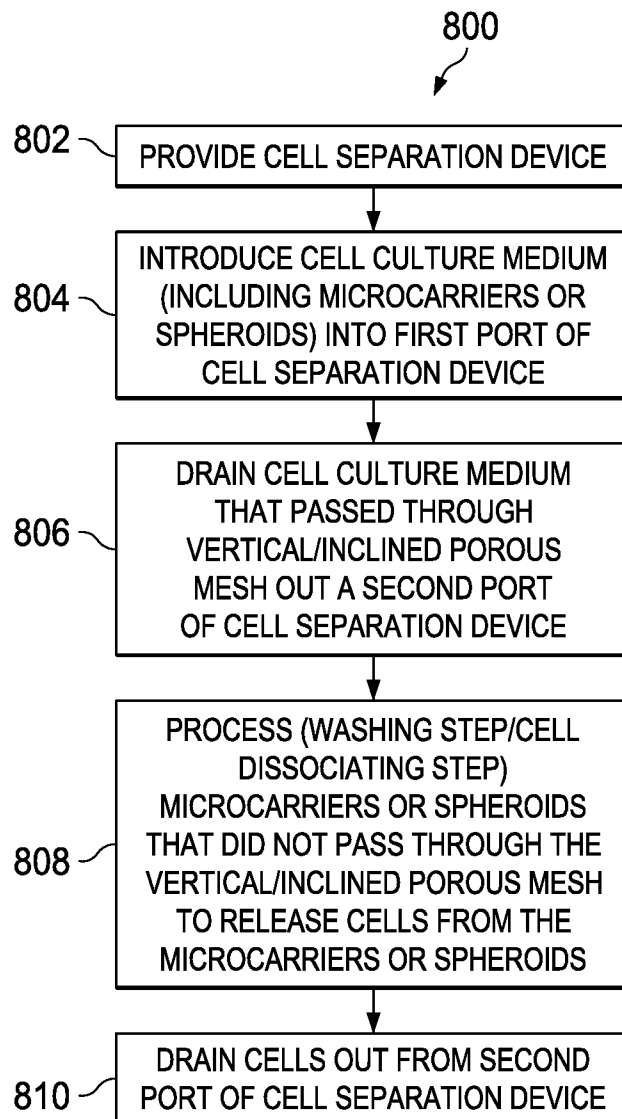 800
802
PROVIDE CELL SEPARATION DEVICE
804
INTRODUCE CELL CULTURE MEDIUM
(INCLUDING MICROCARRIERS OR
SPHEROIDS) INTO FIRST PORT OF
CELL SEPARATION DEVICE
806
DRAIN CELL CULTURE MEDIUM
THAT PASSED THROUGH
VERTICAL/INCLINED POROUS
MESH OUT A SECOND PORT
OF CELL SEPARATION DEVICE
808
PROCESS (WASHING STEP/CELL
DISSOCIATING STEP)
MICROCARRIERS OR SPHEROIDS
THAT DID NOT PASS THROUGH THE
VERTICAL/INCLINED POROUS MESH
TO RELEASE CELLS FROM THE
MICROCARRIERS OR SPHEROIDS
810
DRAIN CELLS OUT FROM SECOND
PORT OF CELL SEPARATION DEVICE